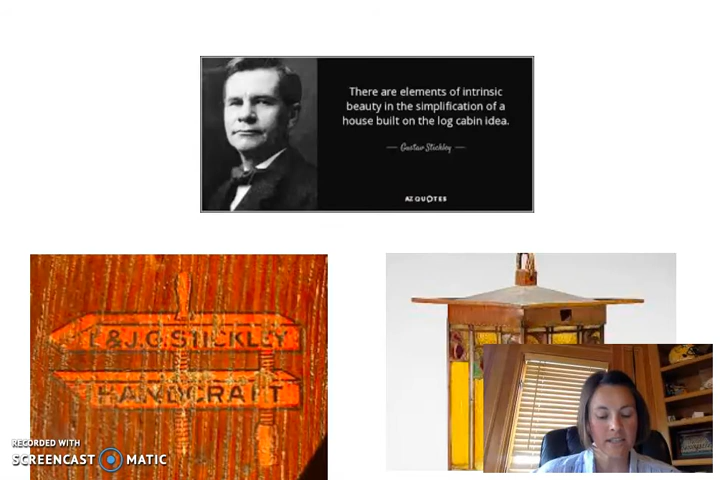 There are elements of intrinsic
beauty in the simplification of a
house built on the log cabin idea.
Gustav Stickley
AZ QUOTES
L & J.G. STICKLEY
HANDCRAFT
RECORDED WITH
SCREENCAST MATIC